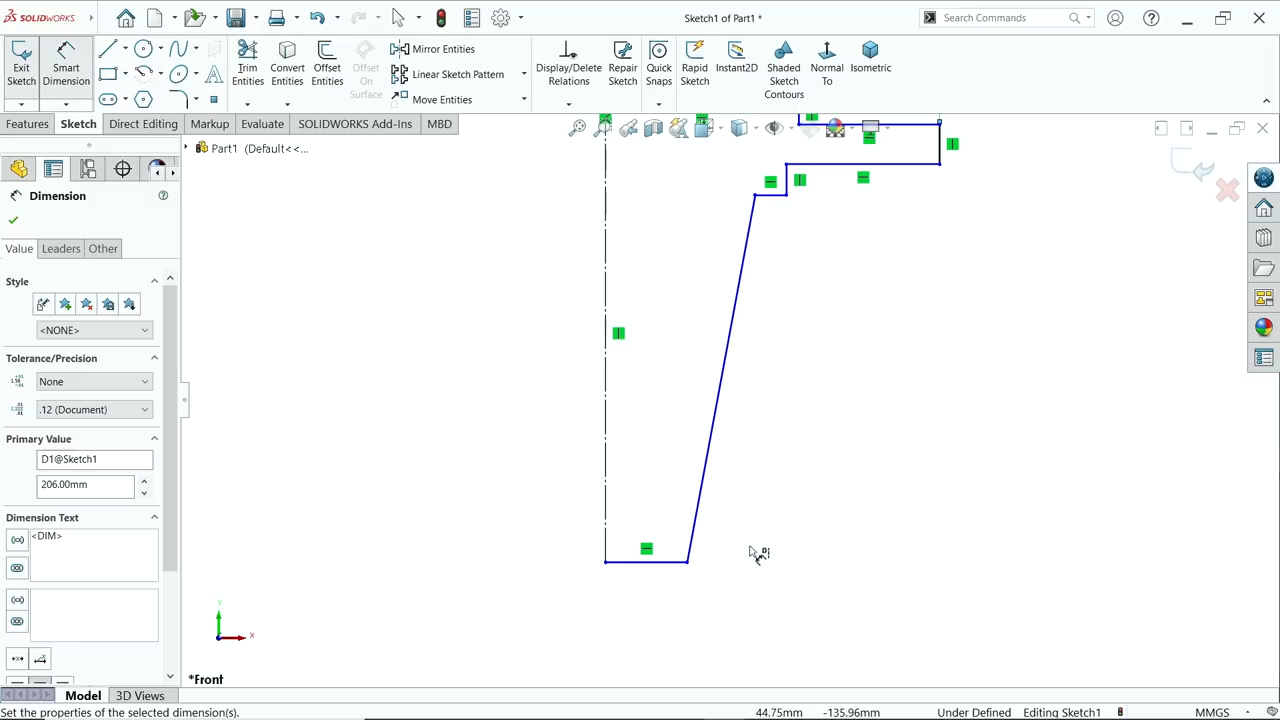 SOLIDWORKS
Sketch1 of Part1 *
Search Commands
Exit Sketch
Smart Dimension
Trim Entities
Convert Entities
Offset Entities
Offset On Surface
Mirror Entities
Linear Sketch Pattern
Move Entities
Display/Delete Relations
Repair Sketch
Quick Snaps
Rapid Sketch
Instant2D
Shaded Sketch Contours
Normal To
Isometric
Features
Sketch
Direct Editing
Markup
Evaluate
SOLIDWORKS Add-Ins
MBD
Part1 (Default<<...
Dimension
Value
Leaders
Other
Style
<NONE>
Tolerance/Precision
None
.12 (Document)
Primary Value
D1@Sketch1
206.00mm
Dimension Text
<DIM>
Y
X
*Front
Model
3D Views
Set the properties of the selected dimension(s).
44.75mm
-135.96mm
Under Defined
Editing Sketch1
MMGS